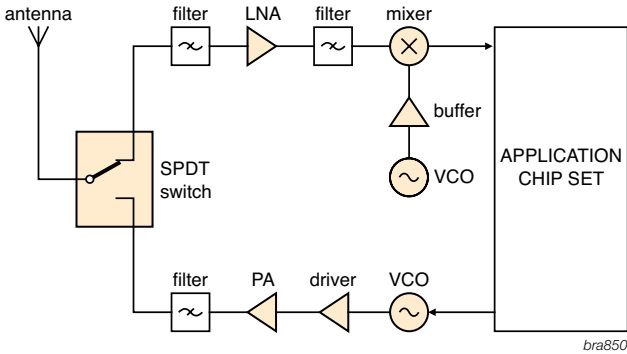 antenna
filter
LNA
filter
mixer
buffer
VCO
SPDT
switch
APPLICATION
CHIP SET
filter
PA
driver
VCO
bra850